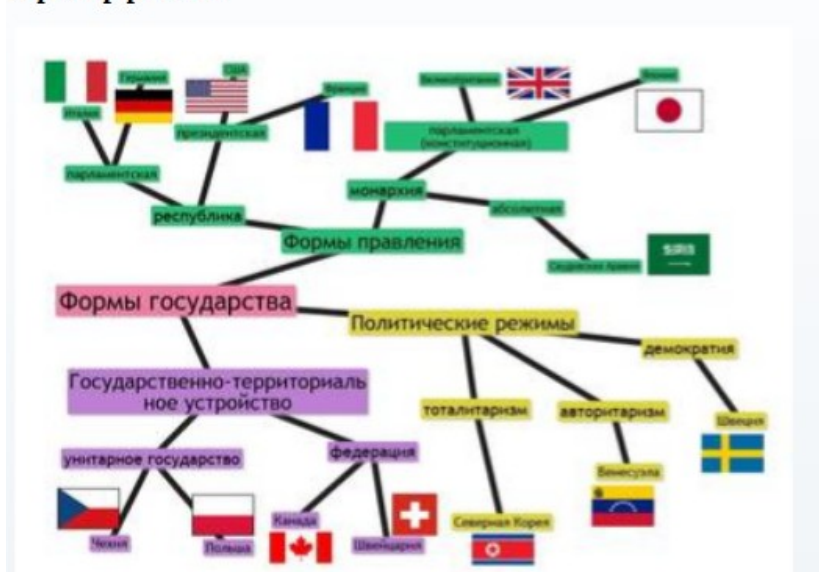 США
Германия
Франция
Великобритания
Япония
Италия
президентская
парламентская
(конституционная)
парламентская
монархия
республика
абсолютная
Формы правления
Саудовская Аравия
Формы государства
Политические режимы
демократия
Государственно-территориаль
ное устройство
тоталитаризм
авторитаризм
Швеция
унитарное государство
федерация
Венесуэла
Канада
Северная Корея
Чехия
Польша
Швейцария